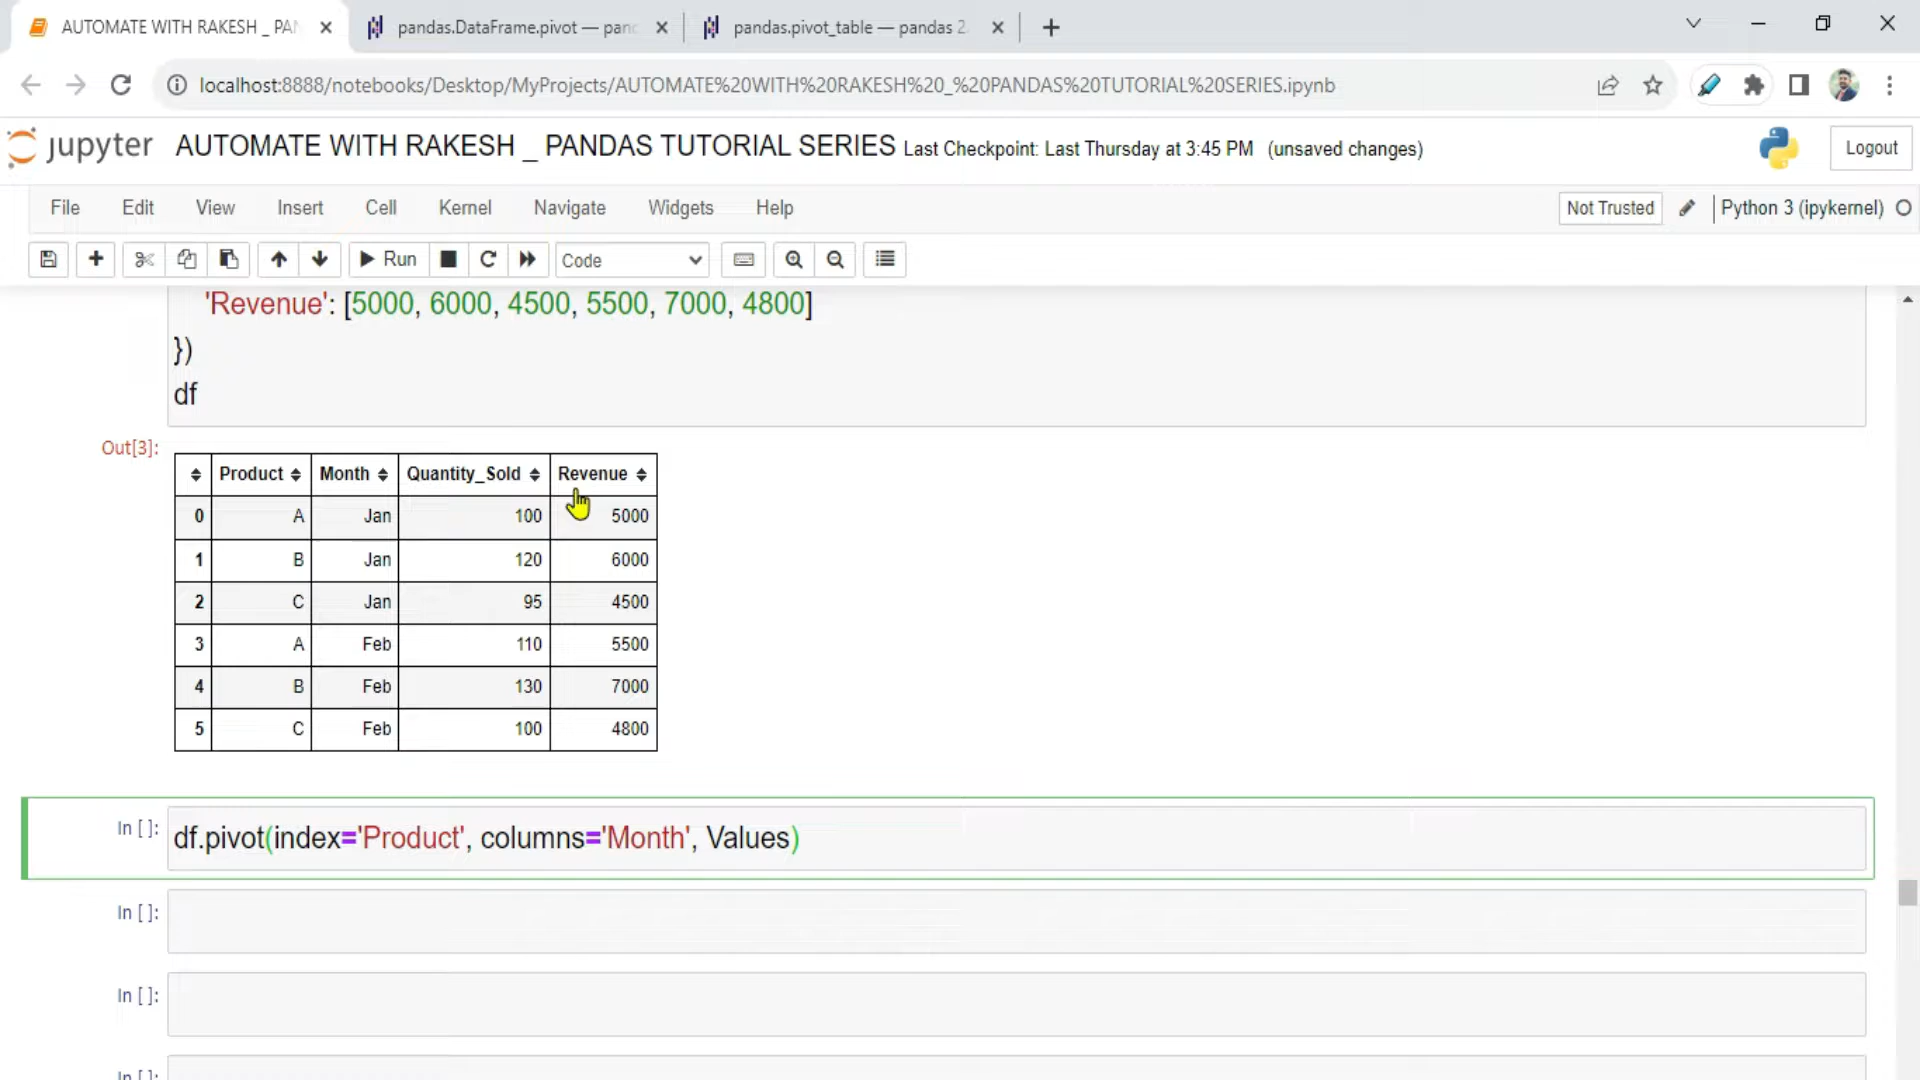 AUTOMATE WITH RAKESH _ PAN
pandas.DataFrame.pivot — pand
pandas.pivot_table — pandas 2.
localhost:8888/notebooks/Desktop/MyProjects/AUTOMATE%20WITH%20RAKESH%20_%20PANDAS%20TUTORIAL%20SERIES.ipynb
jupyter AUTOMATE WITH RAKESH _ PANDAS TUTORIAL SERIES Last Checkpoint: Last Thursday at 3:45 PM (unsaved changes) Logout
File Edit View Insert Cell Kernel Navigate Widgets Help Not Trusted Python 3 (ipykernel)
Run Code
'Revenue': [5000, 6000, 4500, 5500, 7000, 4800]
})
df
Out[3]:
Product Month Quantity_Sold Revenue
0 A Jan 100 5000
1 B Jan 120 6000
2 C Jan 95 4500
3 A Feb 110 5500
4 B Feb 130 7000
5 C Feb 100 4800
In [ ]: df.pivot(index='Product', columns='Month', Values)
In [ ]:
In [ ]:
In [ ]: